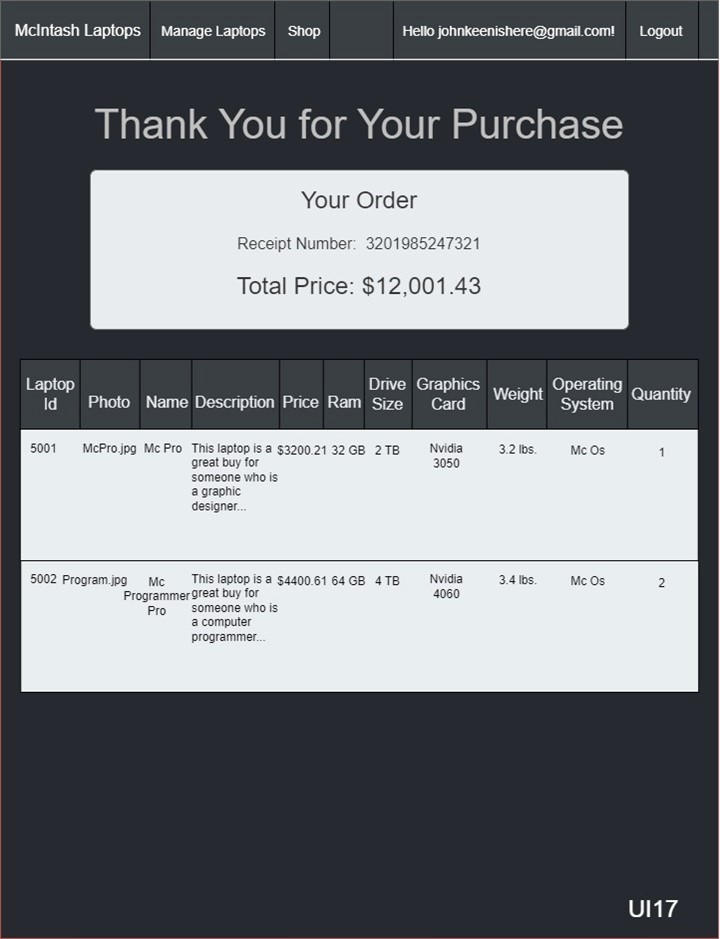 McIntash Laptops Manage Laptops Shop Hello johnkeenishere@gmail.com! Logout
Thank You for Your Purchase
Your Order
Receipt Number: 3201985247321
Total Price: $12,001.43
Laptop Id Photo Name Description Price Ram Drive Size Graphics Card Weight Operating System Quantity
5001 McPro.jpg Mc Pro This laptop is a $3200.21 32 GB 2 TB Nvidia 3.2 lbs. Mc Os 1
great buy for 3050
someone who is
a graphic
designer...
5002 Program.jpg Mc This laptop is a $4400.61 64 GB 4 TB Nvidia 3.4 lbs. Mc Os 2
Programmer great buy for 4060
Pro someone who is
a computer
programmer...
UI17